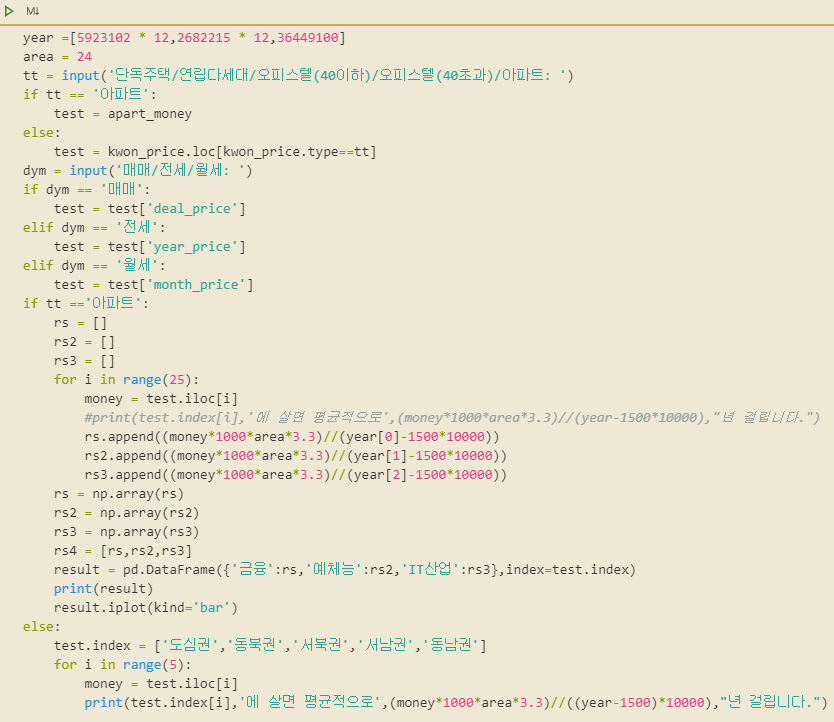 M↓
year =[5923102 * 12,2682215 * 12,36449100]
area = 24
tt = input('단독주택/연립다세대/오피스텔(40이하)/오피스텔(40초과)/아파트: ')
if tt == '아파트':
    test = apart_money
else:
    test = kwon_price.loc[kwon_price.type==tt]
dym = input('매매/전세/월세: ')
if dym == '매매':
    test = test['deal_price']
elif dym == '전세':
    test = test['year_price']
elif dym == '월세':
    test = test['month_price']
if tt =='아파트':
    rs = []
    rs2 = []
    rs3 = []
    for i in range(25):
        money = test.iloc[i]
        #print(test.index[i],'에 살면 평균적으로',(money*1000*area*3.3)//(year-1500*10000),"년 걸립니다.")
        rs.append((money*1000*area*3.3)//(year[0]-1500*10000))
        rs2.append((money*1000*area*3.3)//(year[1]-1500*10000))
        rs3.append((money*1000*area*3.3)//(year[2]-1500*10000))
    rs = np.array(rs)
    rs2 = np.array(rs2)
    rs3 = np.array(rs3)
    rs4 = [rs,rs2,rs3]
    result = pd.DataFrame({'금융':rs,'예체능':rs2,'IT산업':rs3},index=test.index)
    print(result)
    result.iplot(kind='bar')
else:
    test.index = ['도심권','동북권','서북권','서남권','동남권']
    for i in range(5):
        money = test.iloc[i]
        print(test.index[i],'에 살면 평균적으로',(money*1000*area*3.3)//((year-1500)*10000),"년 걸립니다.")